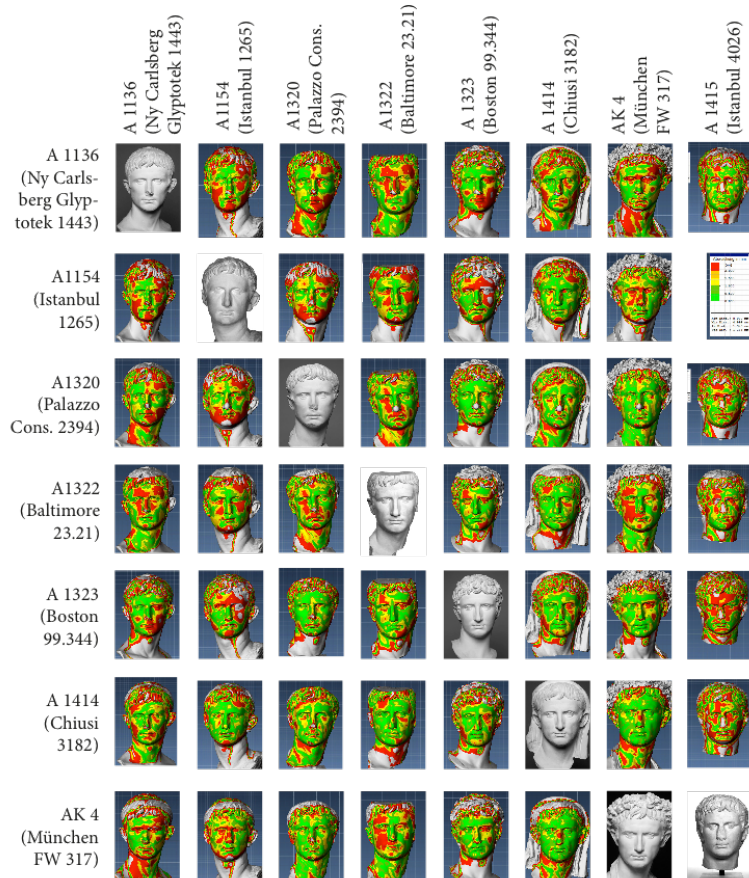 A 1136
(Ny Carlsberg
Glyptotek 1443)
A1154
(Istanbul 1265)
A1320
(Palazzo Cons.
2394)
A1322
(Baltimore 23.21)
A 1323
(Boston 99.344)
A 1414
(Chiusi 3182)
AK 4
(München
FW 317)
A 1415
(Istanbul 4026)
A 1136
(Ny Carls-
berg Glyp-
totek 1443)
A1154
(Istanbul
1265)
A1320
(Palazzo
Cons. 2394)
A1322
(Baltimore
23.21)
A 1323
(Boston
99.344)
A 1414
(Chiusi
3182)
AK 4
(München
FW 317)